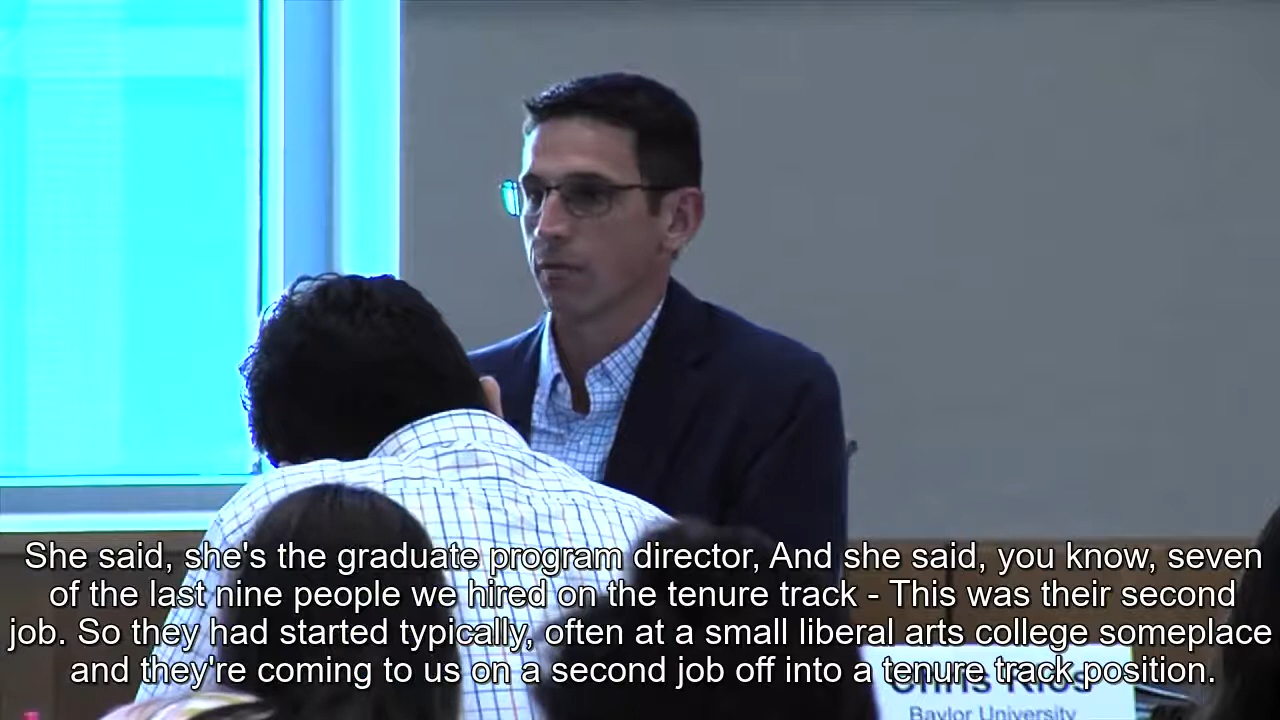 She said, she's the graduate program director, And she said, you know, seven
of the last nine people we hired on the tenure track - This was their second
job. So they had started typically, often at a small liberal arts college someplace
and they're coming to us on a second job off into a tenure track position.
Chris Rios
Baylor University